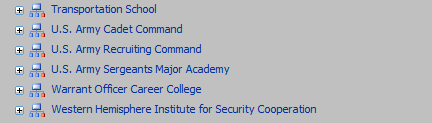 Transportation School
U.S. Army Cadet Command
U.S. Army Recruiting Command
U.S. Army Sergeants Major Academy
Warrant Officer Career College
Western Hemisphere Institute for Security Cooperation